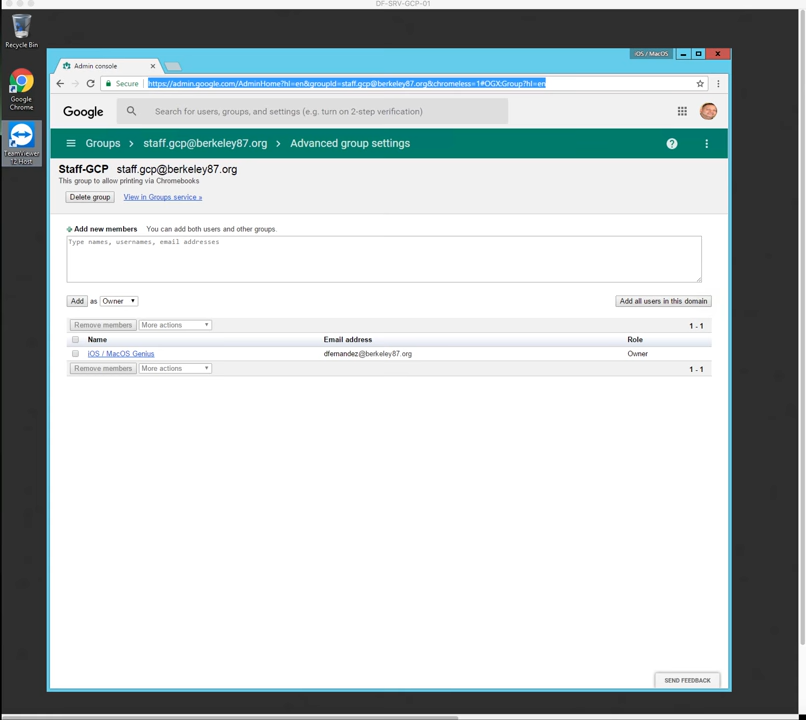 DF-SRV-GCP-01
Recycle Bin
Google
Chrome
TeamViewer
12 Host
iOS / MacOS
Admin console
Secure
https://admin.google.com/AdminHome?hl=en&groupId=staff.gcp@berkeley87.org&chromeless=1#OGX:Group?hl=en
Google
Search for users, groups, and settings (e.g. turn on 2-step verification)
Groups > staff.gcp@berkeley87.org > Advanced group settings
Staff-GCP staff.gcp@berkeley87.org
This group to allow printing via Chromebooks
Delete group View in Groups service »
Add new members You can add both users and other groups.
Type names, usernames, email addresses
Add as Owner Add all users in this domain
Remove members More actions 1 - 1
Name Email address Role
iOS / MacOS Genius dfernandez@berkeley87.org Owner
Remove members More actions 1 - 1
SEND FEEDBACK